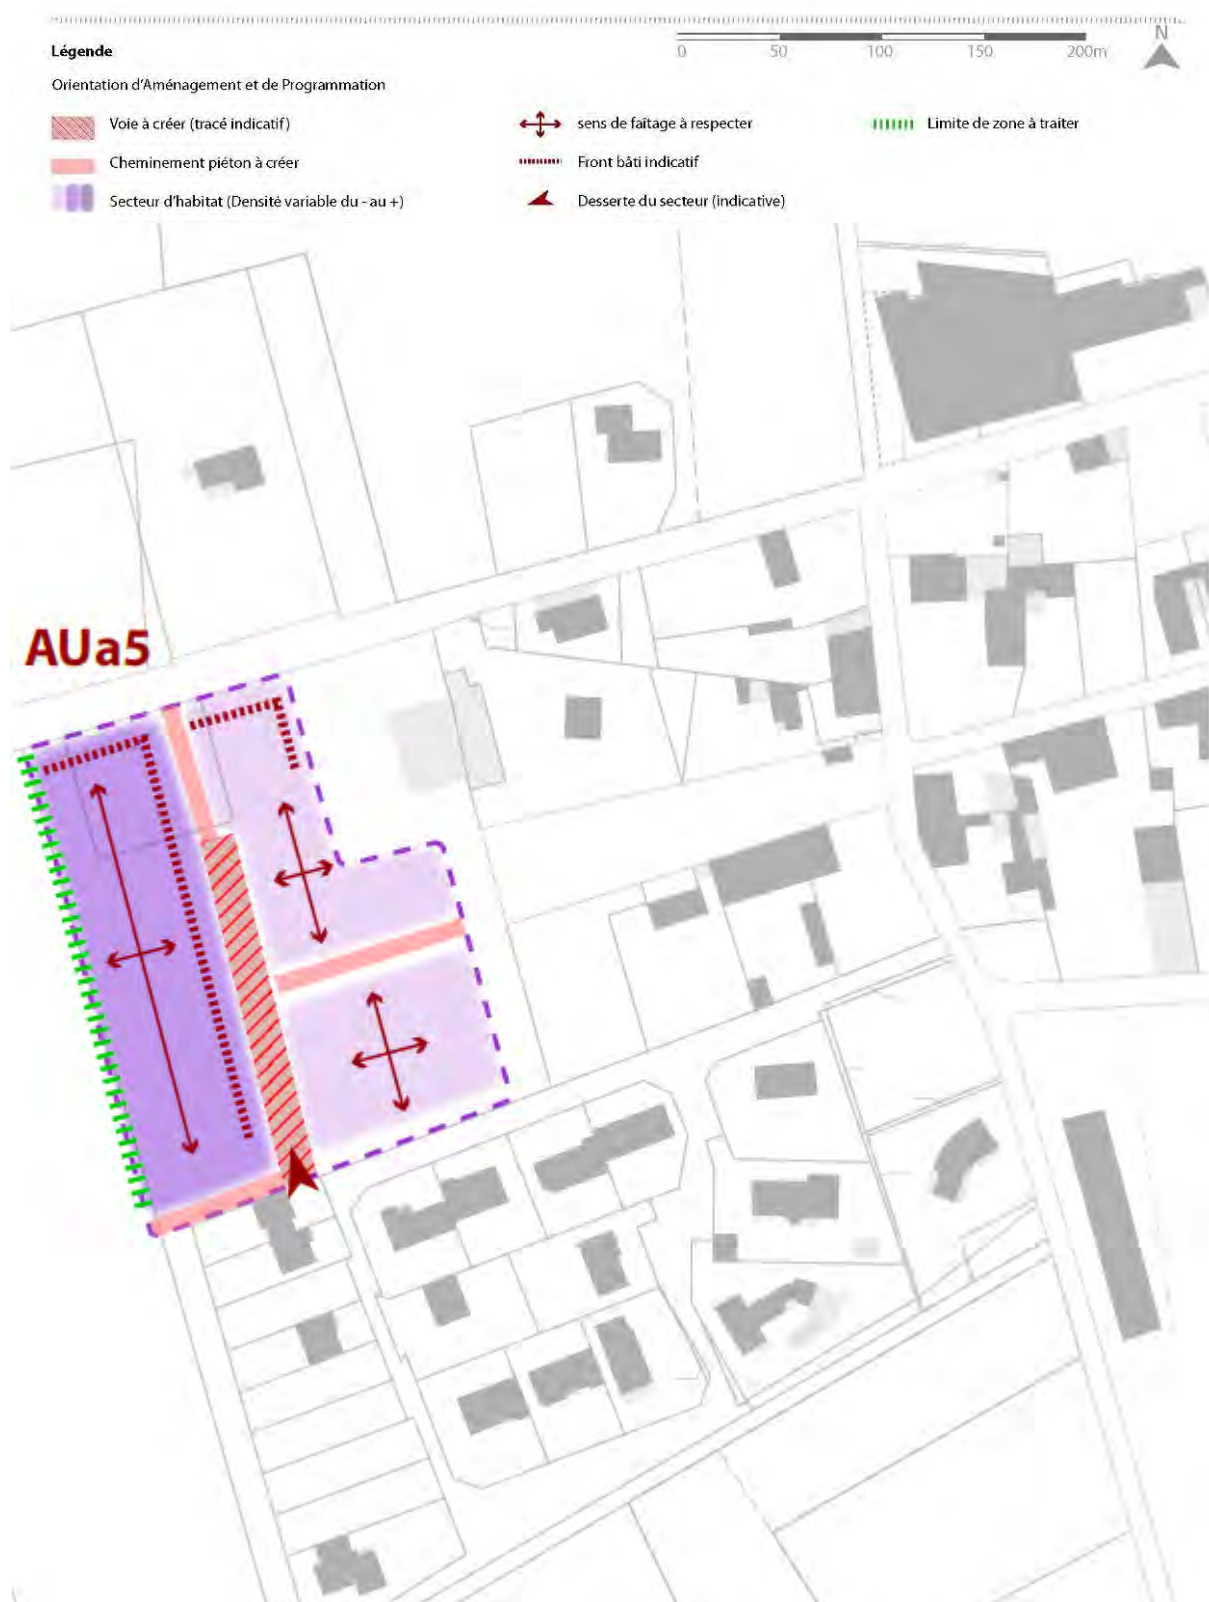 Légende
0 50 100 150 200m N
Orientation d'Aménagement et de Programmation
Voie à créer (tracé indicatif)
sens de faîtage à respecter
Limite de zone à traiter
Cheminement piéton à créer
Front bâti indicatif
Secteur d'habitat (Densité variable du - au +)
Desserte du secteur (indicative)
AUa5